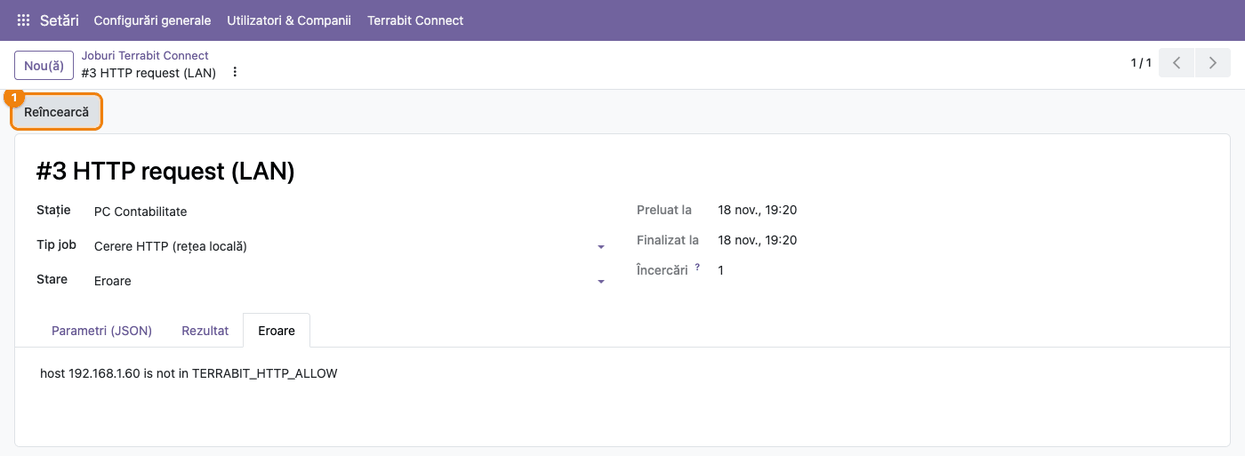 Setări Configurări generale Utilizatori & Companii Terrabit Connect
Nou(ă) Joburi Terrabit Connect
#3 HTTP request (LAN)
1 / 1
1
Reîncearcă
#3 HTTP request (LAN)
Stație PC Contabilitate
Tip job Cerere HTTP (rețea locală)
Stare Eroare
Preluat la 18 nov., 19:20
Finalizat la 18 nov., 19:20
Încercări ? 1
Parametri (JSON) Rezultat Eroare
host 192.168.1.60 is not in TERRABIT_HTTP_ALLOW